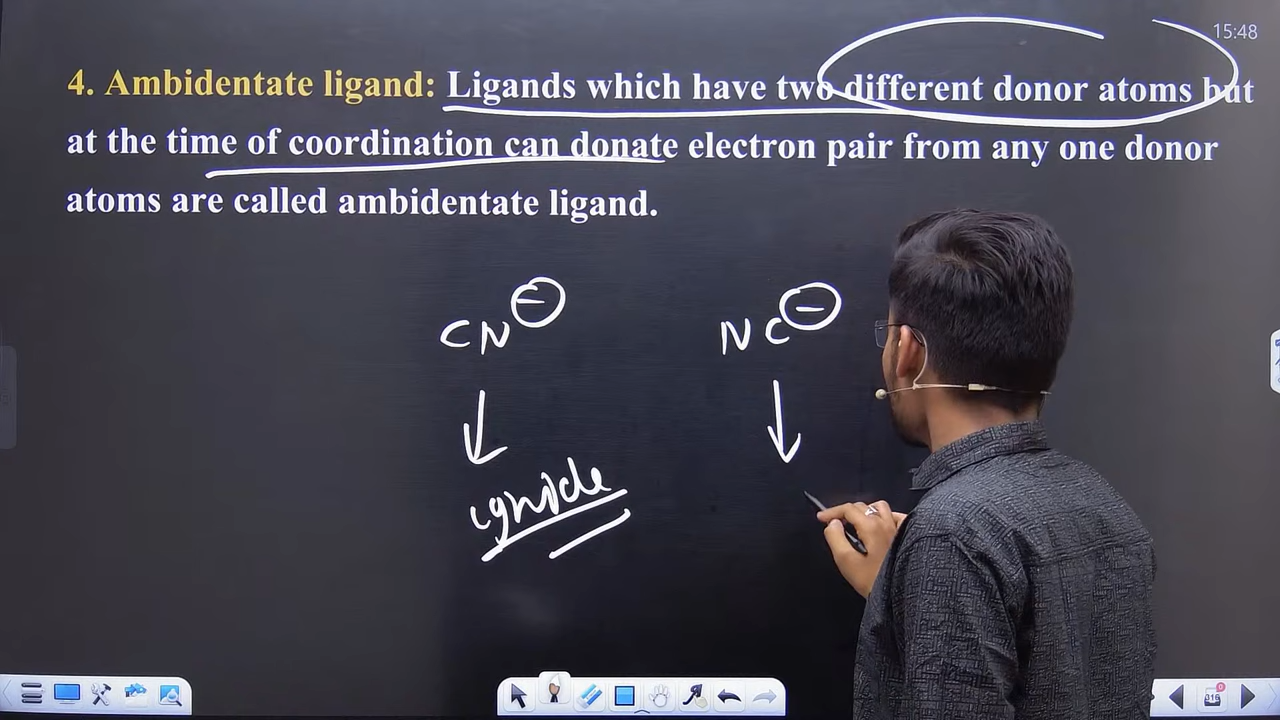 15:48
4. Ambidentate ligand: Ligands which have two different donor atoms but
at the time of coordination can donate electron pair from any one donor
atoms are called ambidentate ligand.
CN⊖ NC⊖
316